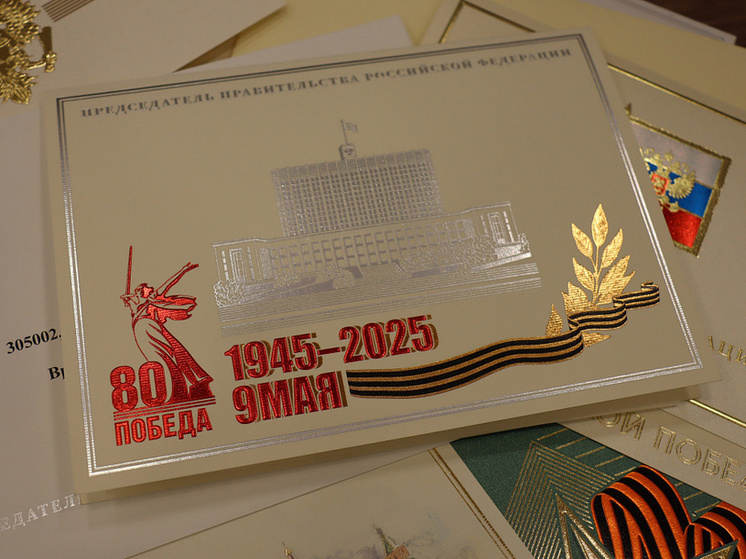 ПРЕДСЕДАТЕЛЬ ПРАВИТЕЛЬСТВА РОССИЙСКОЙ ФЕДЕРАЦИИ
80
ПОБЕДА
1945–2025
9МАЯ
305002,